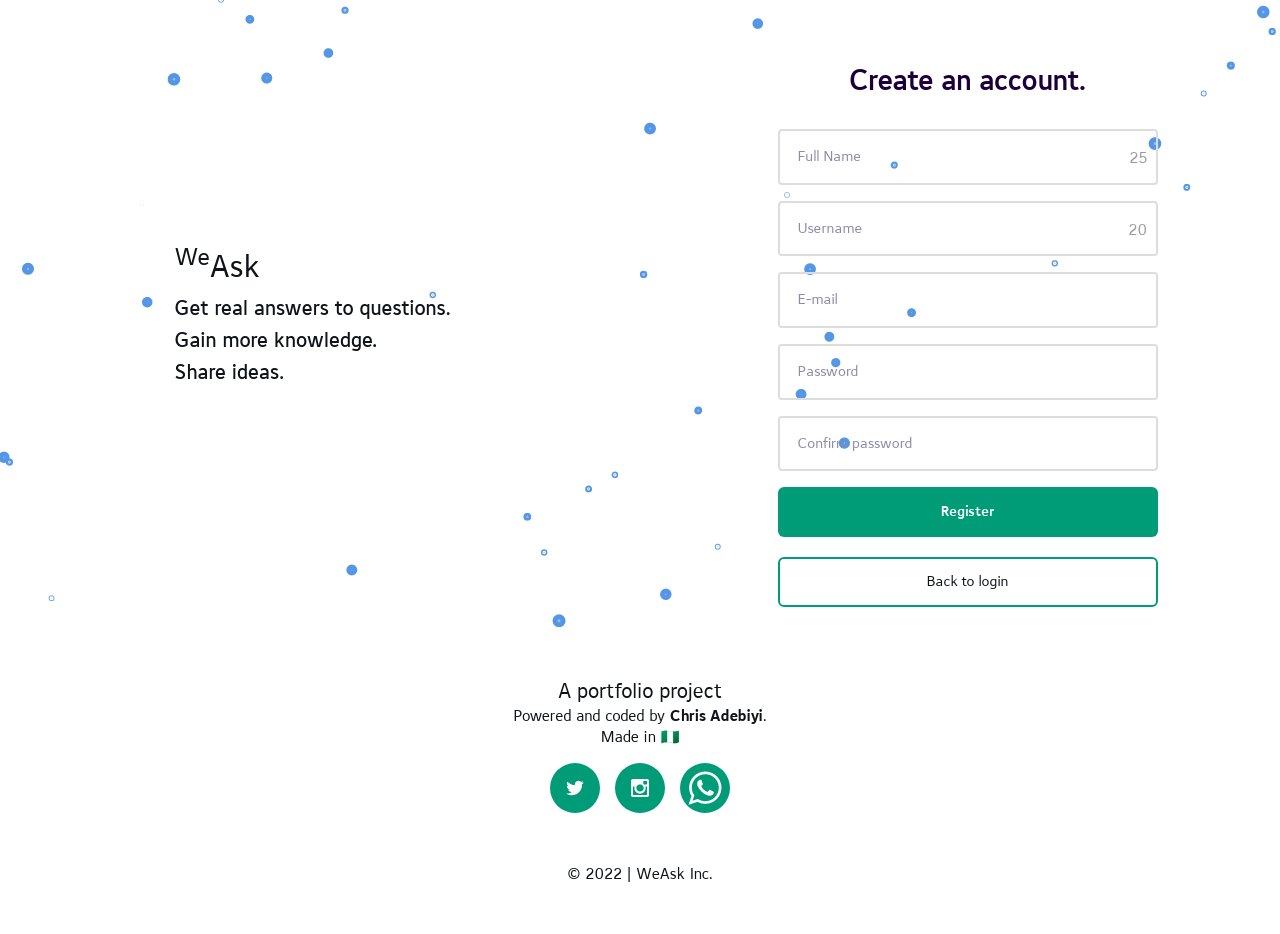 WeAsk
Get real answers to questions.
Gain more knowledge.
Share ideas.
Create an account.
Full Name 25
Username 20
E-mail
Password
Confirm password
Register
Back to login
A portfolio project
Powered and coded by Chris Adebiyi.
Made in 🇳🇬
© 2022 | WeAsk Inc.